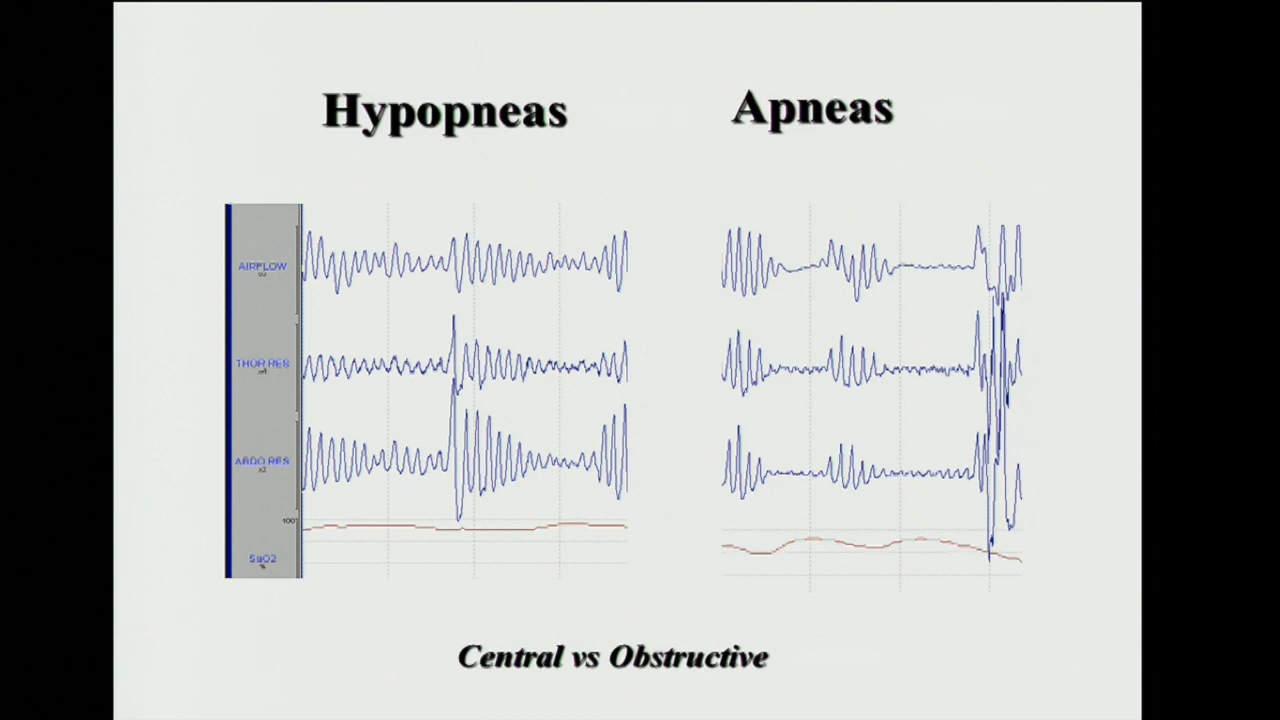 Hypopneas
Apneas
AIRFLOW
THOR RES
ABDO RES
100
SaO2
%
Central vs Obstructive